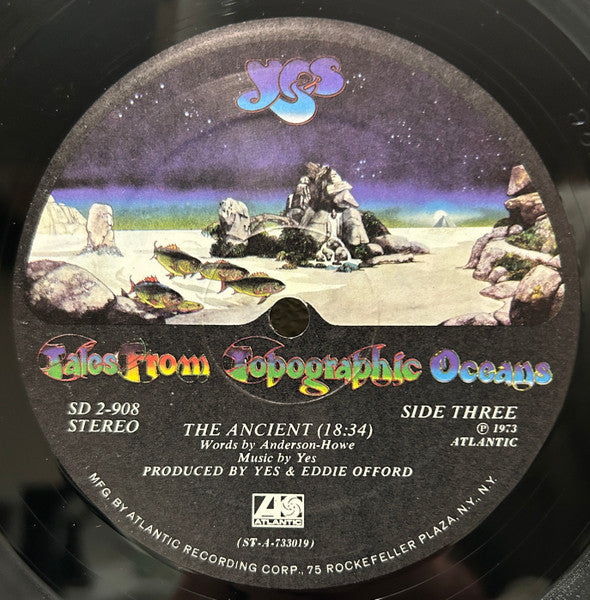 yes
Tales From Topographic Oceans
SD 2-908
STEREO
SIDE THREE
℗ 1973
ATLANTIC
THE ANCIENT (18:34)
Words by Anderson-Howe
Music by Yes
PRODUCED BY YES & EDDIE OFFORD
ATLANTIC
(ST-A-733019)
MFG. BY ATLANTIC RECORDING CORP., 75 ROCKEFELLER PLAZA, N.Y., N.Y.